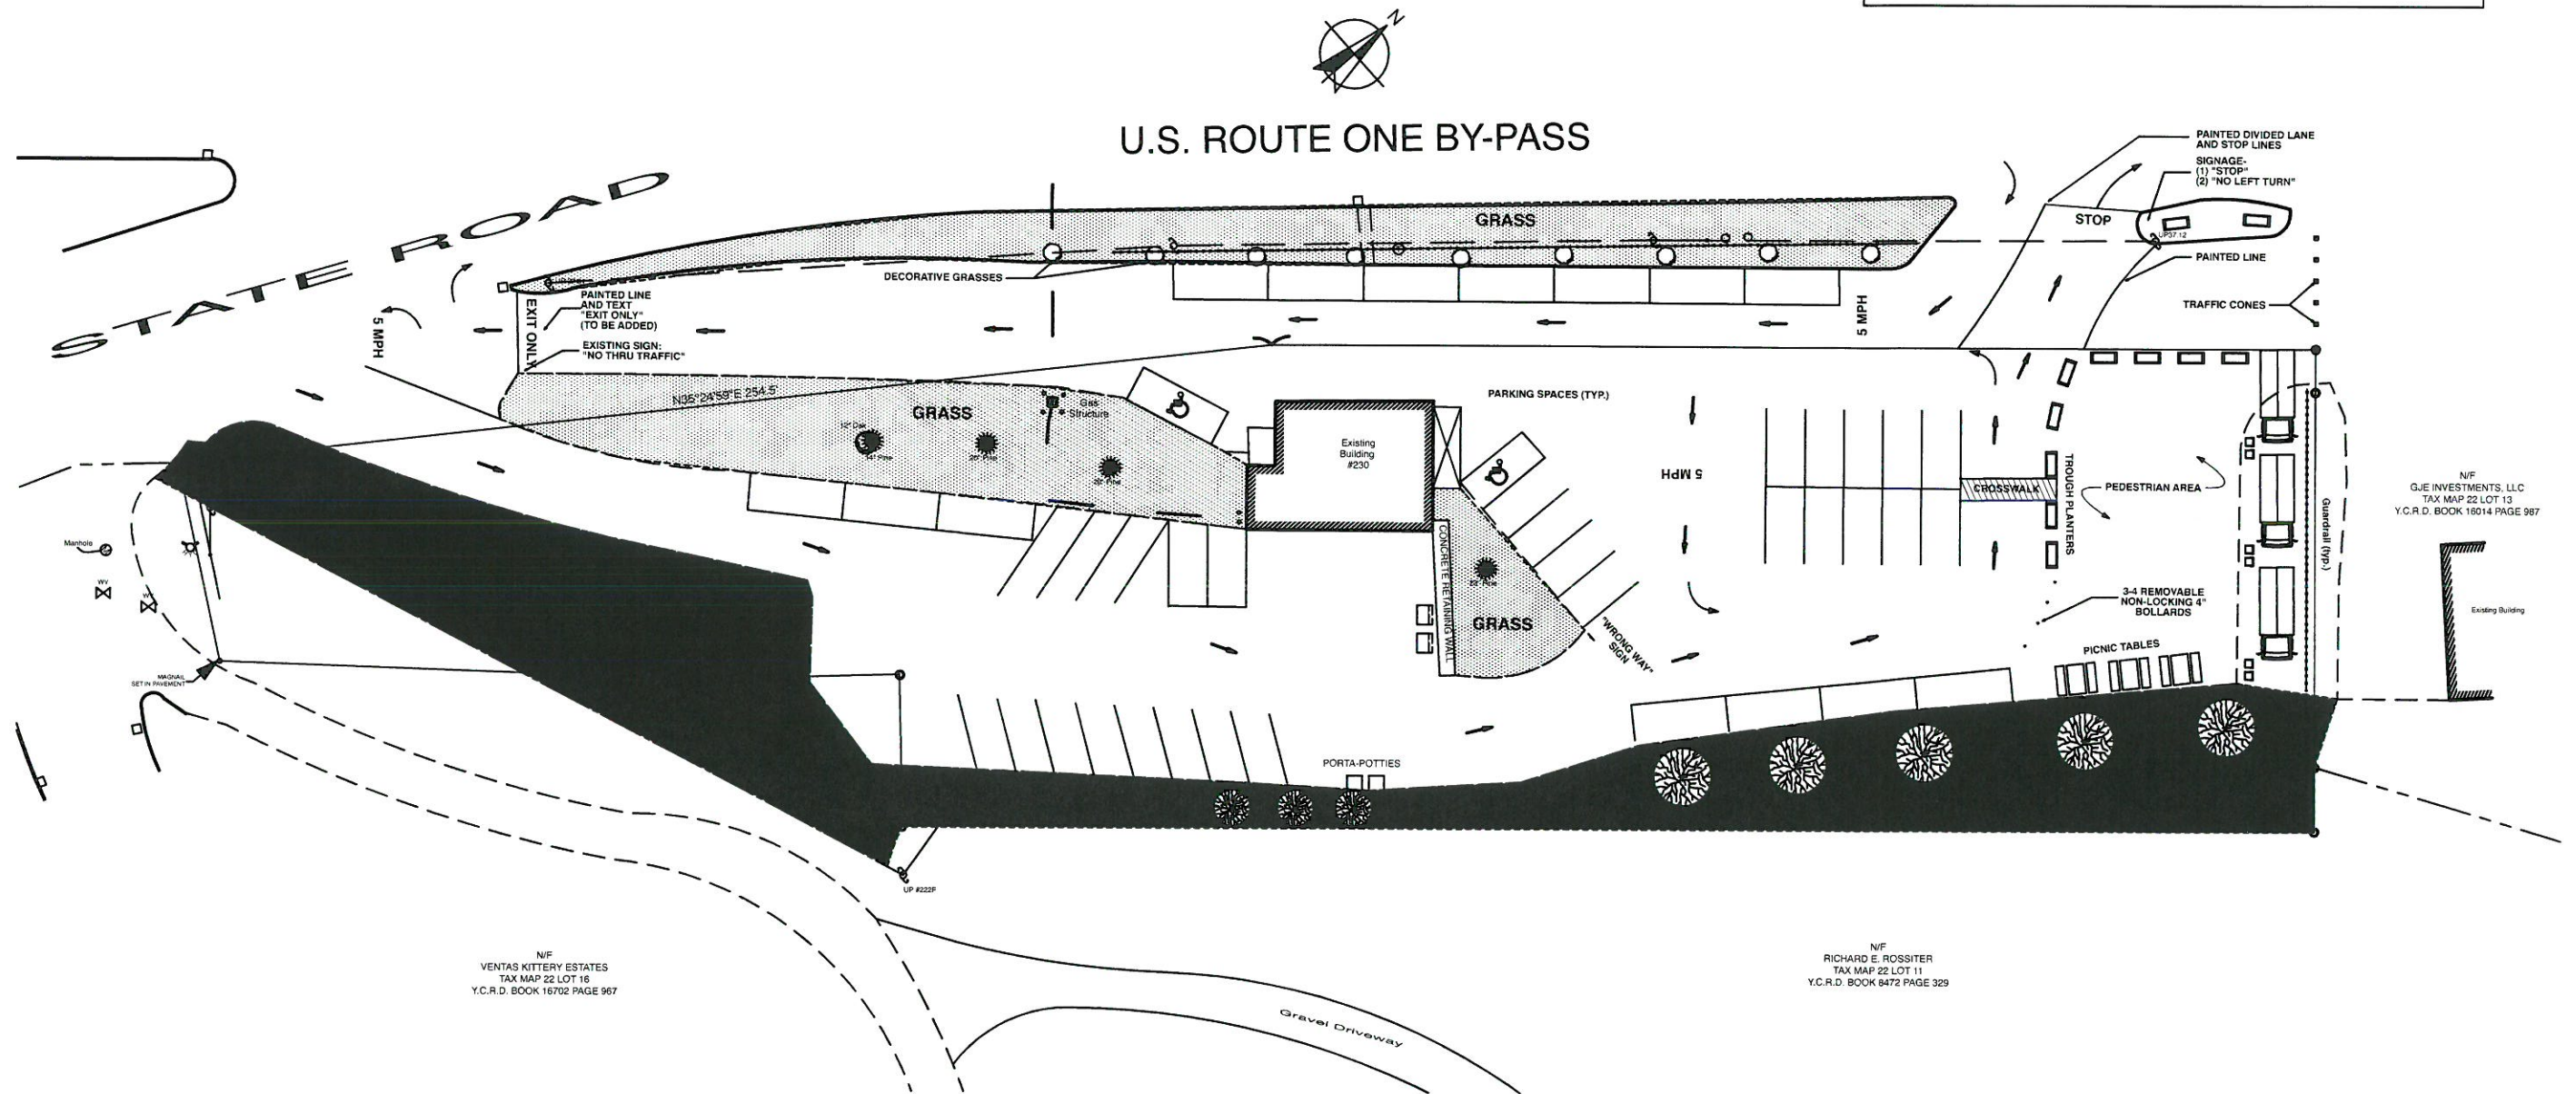 N
U.S. ROUTE ONE BY-PASS
STATE ROAD
PAINTED DIVIDED LANE
AND STOP LINES
SIGNAGE-
(1) "STOP"
(2) "NO LEFT TURN"
GRASS
STOP
UP37.12
PAINTED LINE
DECORATIVE GRASSES
PAINTED LINE
AND TEXT
"EXIT ONLY"
(TO BE ADDED)
EXIT ONLY
5 MPH
5 MPH
TRAFFIC CONES
EXISTING SIGN:
"NO THRU TRAFFIC"
N35°24'59"E 254.5'
GRASS
Gas
Structure
PARKING SPACES (TYP.)
Existing
Building
#230
5 MPH
CROSSWALK
TROUGH PLANTERS
PEDESTRIAN AREA
Guardrail (typ.)
N/F
GJE INVESTMENTS, LLC
TAX MAP 22 LOT 13
Y.C.R.D. BOOK 16014 PAGE 987
Manhole
WV
CONCRETE RETAINING WALL
GRASS
"WRONG WAY"
SIGN
3-4 REMOVABLE
NON-LOCKING 4"
BOLLARDS
Existing Building
PICNIC TABLES
MAGNAIL
SET IN PAVEMENT
PORTA-POTTIES
UP #222F
N/F
VENTAS KITTERY ESTATES
TAX MAP 22 LOT 16
Y.C.R.D. BOOK 16702 PAGE 967
N/F
RICHARD E. ROSSITER
TAX MAP 22 LOT 11
Y.C.R.D. BOOK 8472 PAGE 329
Gravel Driveway